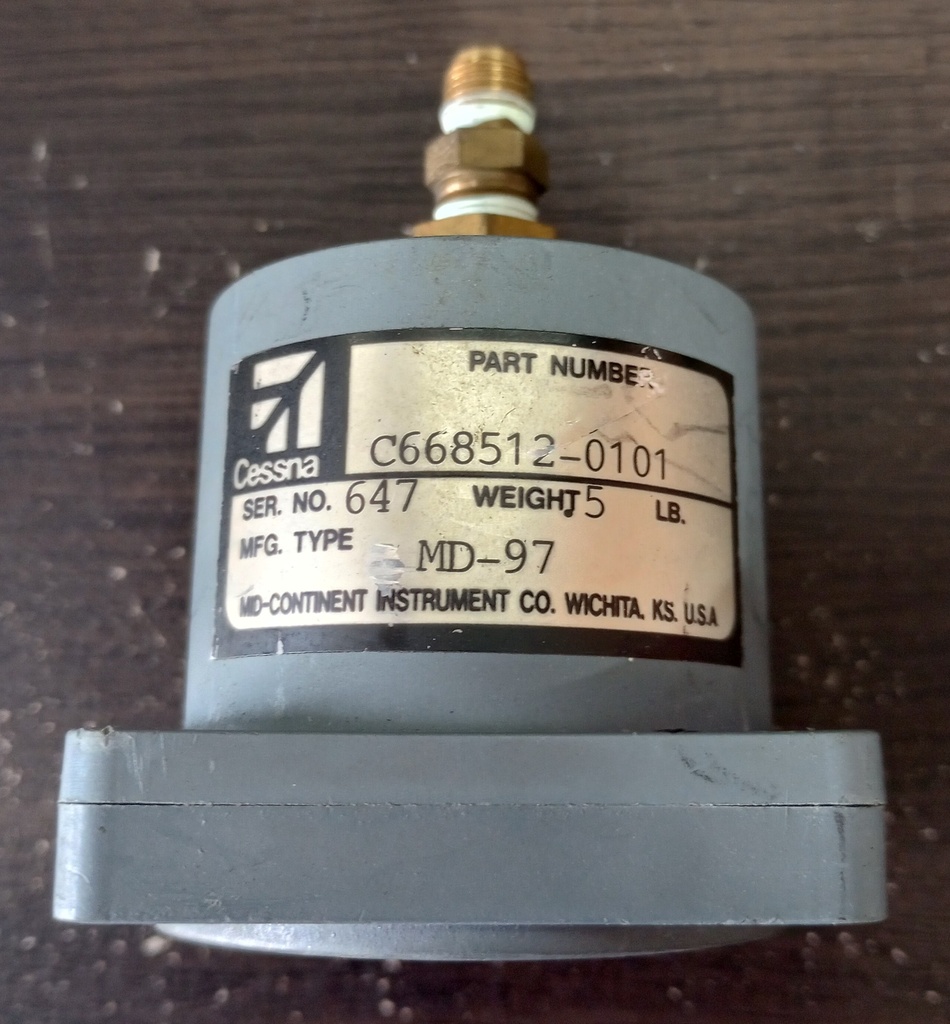 PART NUMBER
C668512-0101
Cessna
SER. NO. 647 WEIGHT 5 LB.
MFG. TYPE MD-97
MID-CONTINENT INSTRUMENT CO. WICHITA. KS. U.S.A